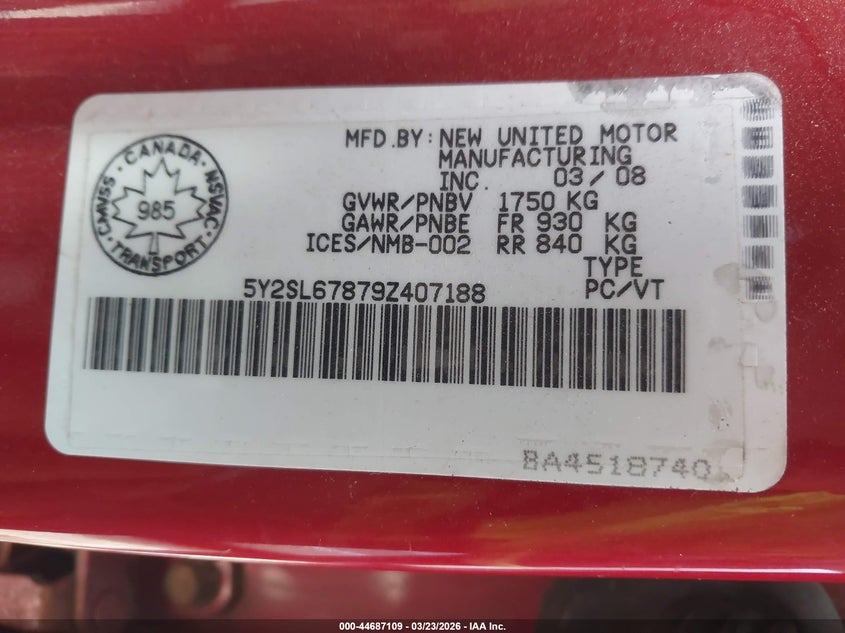 MFD.BY: NEW UNITED MOTOR
MANUFACTURING
INC. 03/08
GVWR/PNBV 1750 KG
GAWR/PNBE FR 930 KG
ICES/NMB-002 RR 840 KG
TYPE
5Y2SL67879Z407188 PC/VT
CANADA
CMVSS 985 NSVAC
TRANSPORT
BA4518740
000-44687109 | 03/23/2026 - IAA Inc.